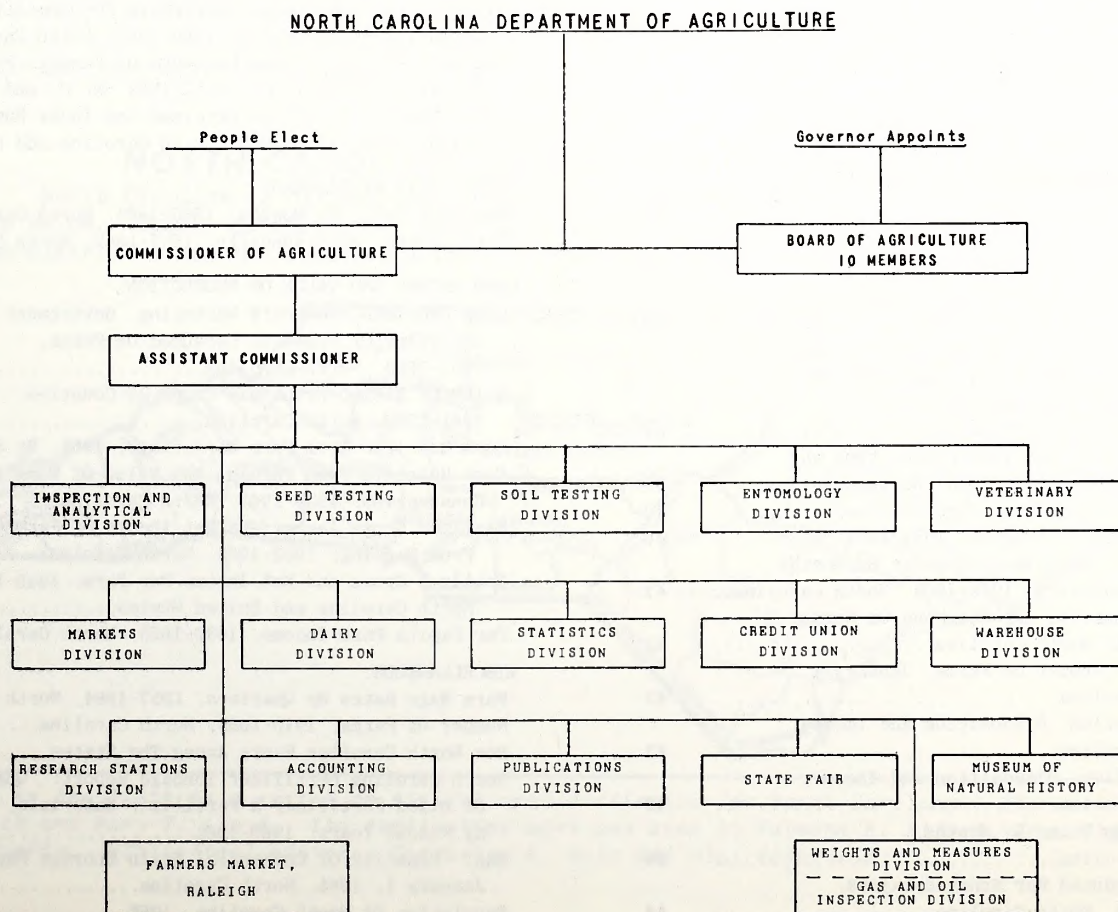 NORTH CAROLINA DEPARTMENT OF AGRICULTURE
People Elect
Governor Appoints
COMMISSIONER OF AGRICULTURE
BOARD OF AGRICULTURE
10 MEMBERS
ASSISTANT COMMISSIONER
INSPECTION AND
ANALYTICAL
DIVISION
SEED TESTING
DIVISION
SOIL TESTING
DIVISION
ENTOMOLOGY
DIVISION
VETERINARY
DIVISION
MARKETS
DIVISION
DAIRY
DIVISION
STATISTICS
DIVISION
CREDIT UNION
DIVISION
WAREHOUSE
DIVISION
RESEARCH STATIONS
DIVISION
ACCOUNTING
DIVISION
PUBLICATIONS
DIVISION
STATE FAIR
MUSEUM OF
NATURAL HISTORY
FARMERS MARKET,
RALEIGH
WEIGHTS AND MEASURES
DIVISION
GAS AND OIL
INSPECTION DIVISION